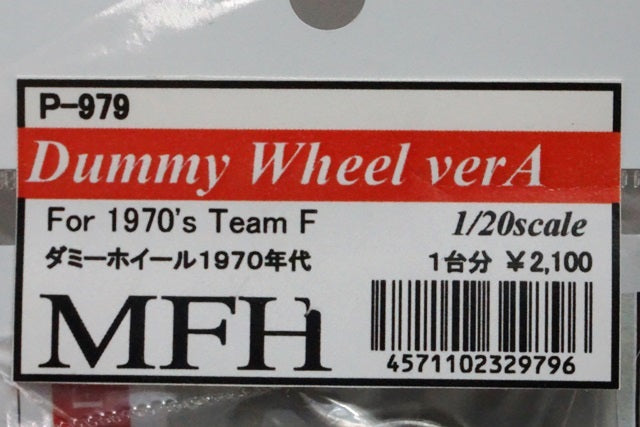 P-979
Dummy Wheel verA
For 1970's Team F 1/20scale
ダミーホイール1970年代 1台分 ¥2,100
MFH
4571102329796